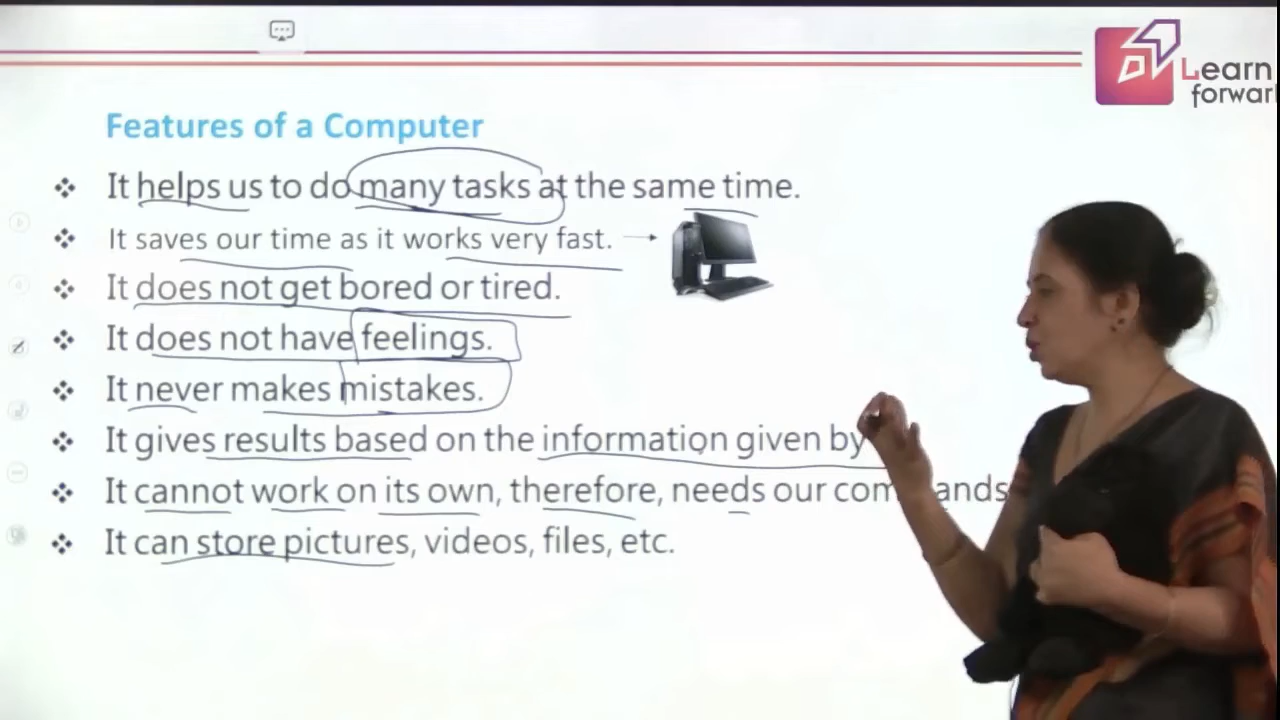 Learn
forwar
Features of a Computer
It helps us to do many tasks at the same time.
It saves our time as it works very fast.
It does not get bored or tired.
It does not have feelings.
It never makes mistakes.
It gives results based on the information given by
It cannot work on its own, therefore, needs our com ands
It can store pictures, videos, files, etc.